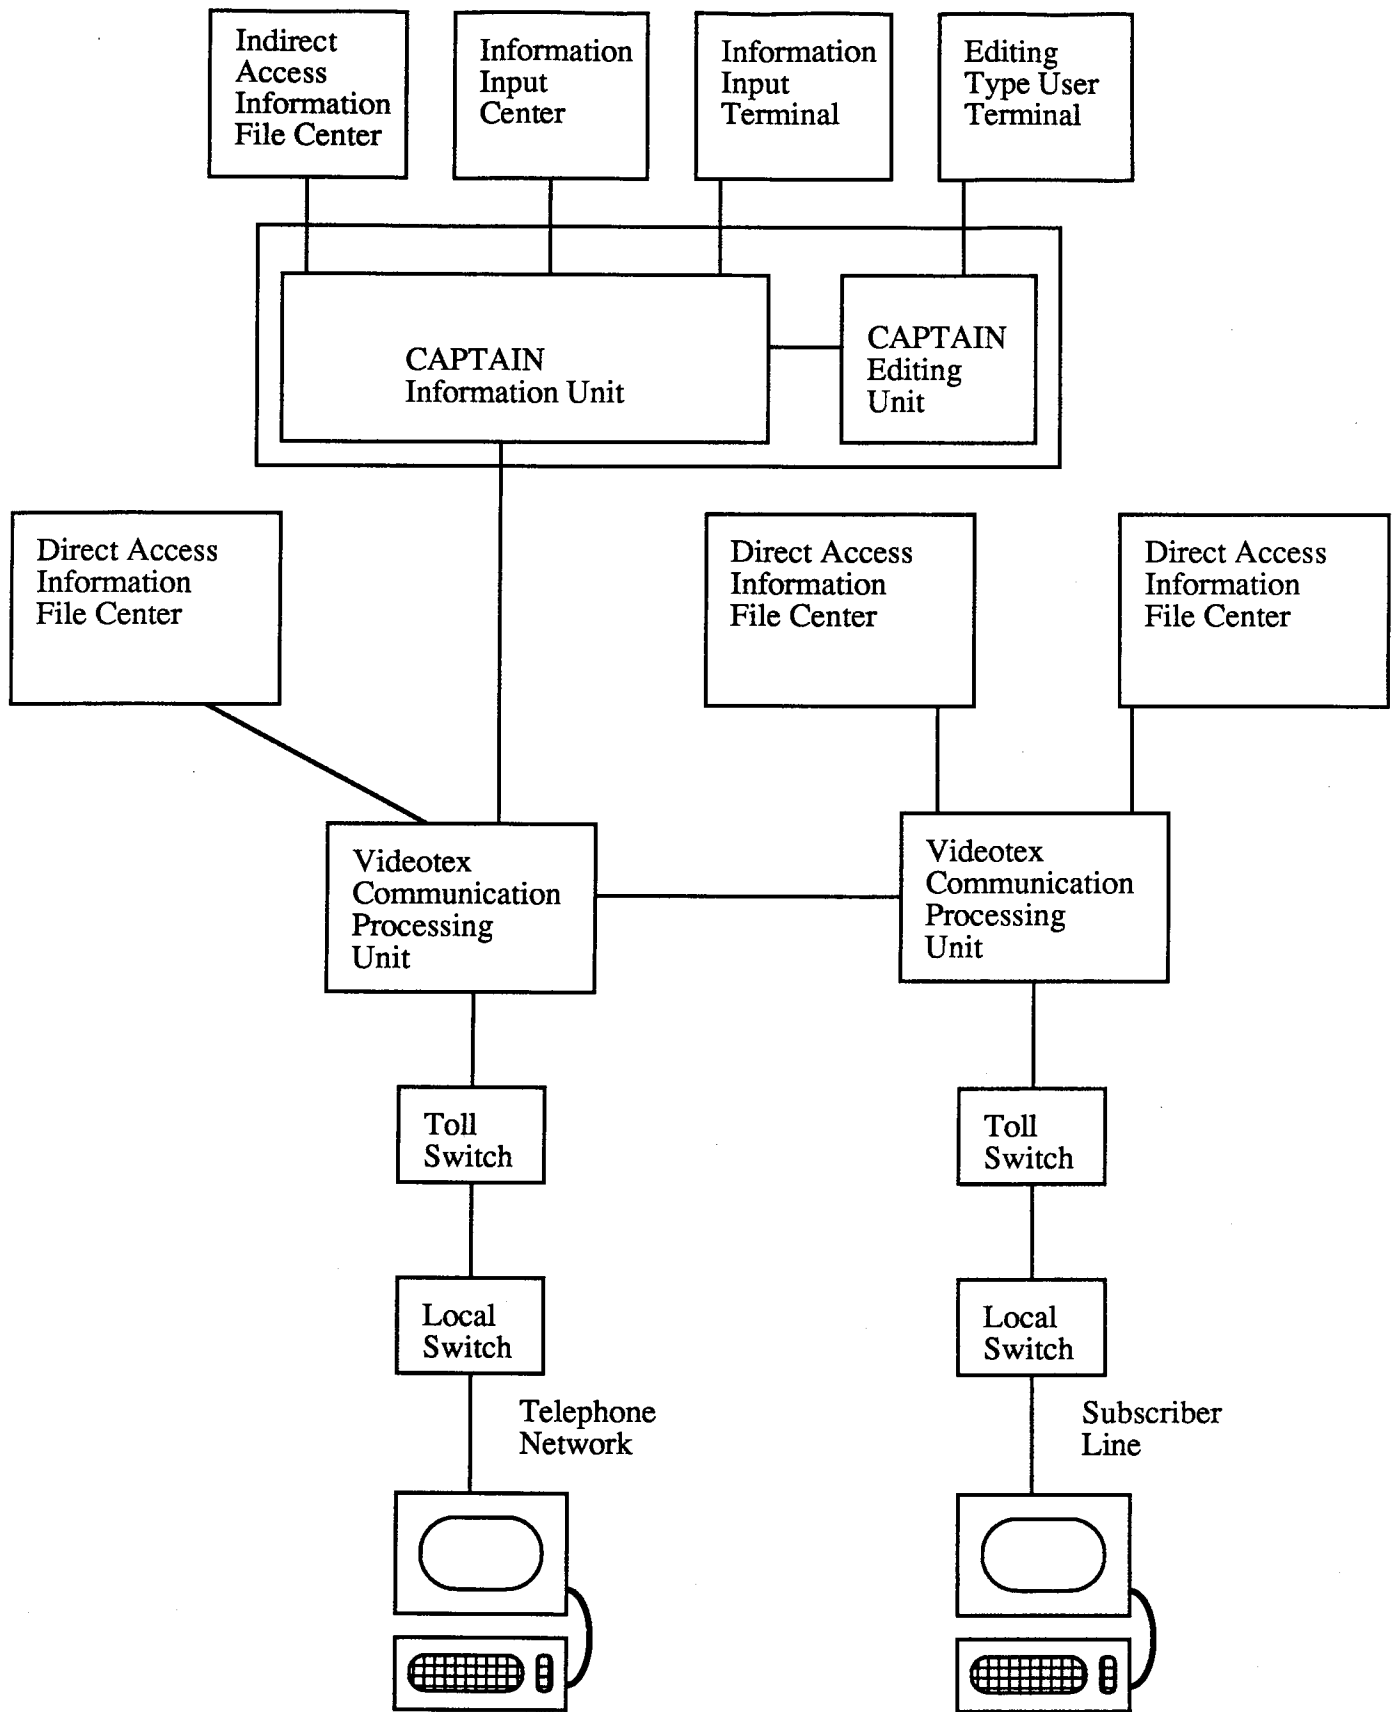 Indirect
Access
Information
File Center
Information
Input
Center
Information
Input
Terminal
Editing
Type User
Terminal
CAPTAIN
Information Unit
CAPTAIN
Editing
Unit
Direct Access
Information
File Center
Direct Access
Information
File Center
Direct Access
Information
File Center
Videotex
Communication
Processing
Unit
Videotex
Communication
Processing
Unit
Toll
Switch
Toll
Switch
Local
Switch
Local
Switch
Telephone
Network
Subscriber
Line